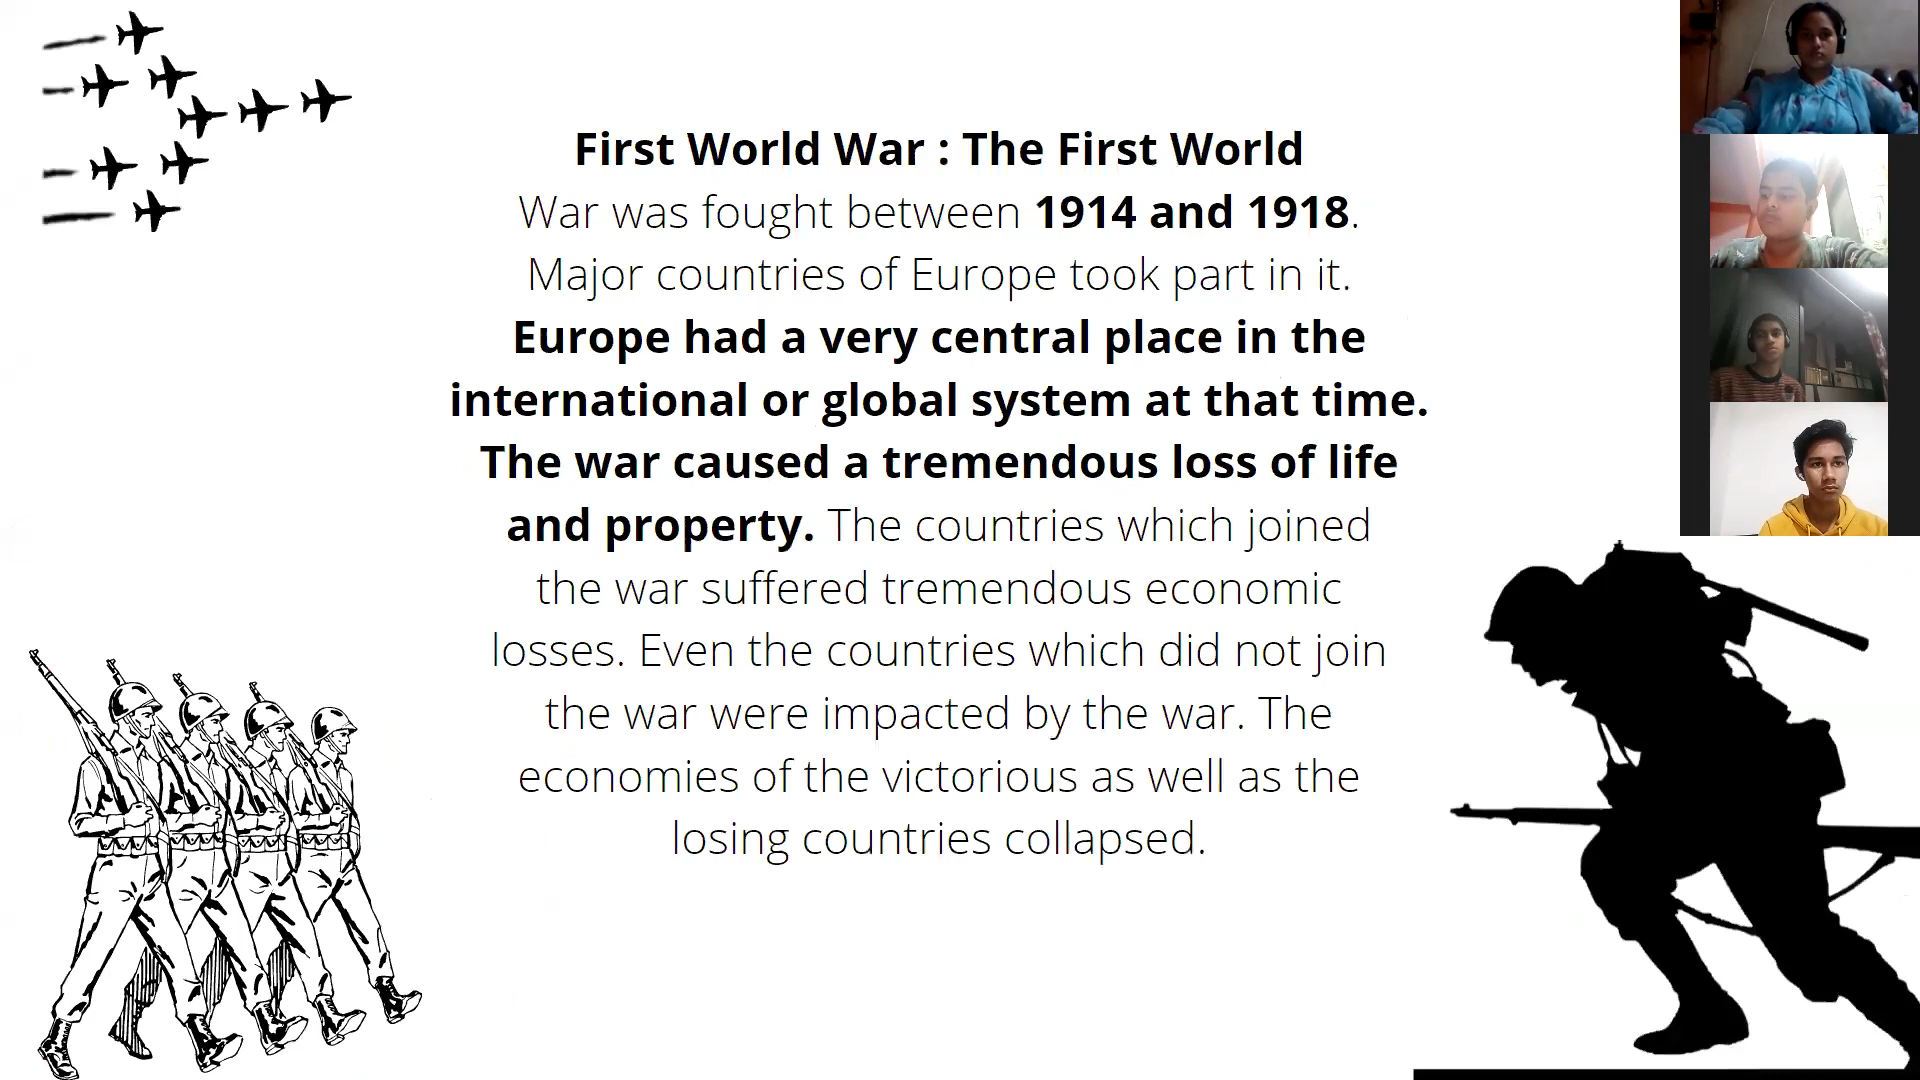 First World War : The First World
War was fought between 1914 and 1918.
Major countries of Europe took part in it.
Europe had a very central place in the
international or global system at that time.
The war caused a tremendous loss of life
and property. The countries which joined
the war suffered tremendous economic
losses. Even the countries which did not join
the war were impacted by the war. The
economies of the victorious as well as the
losing countries collapsed.